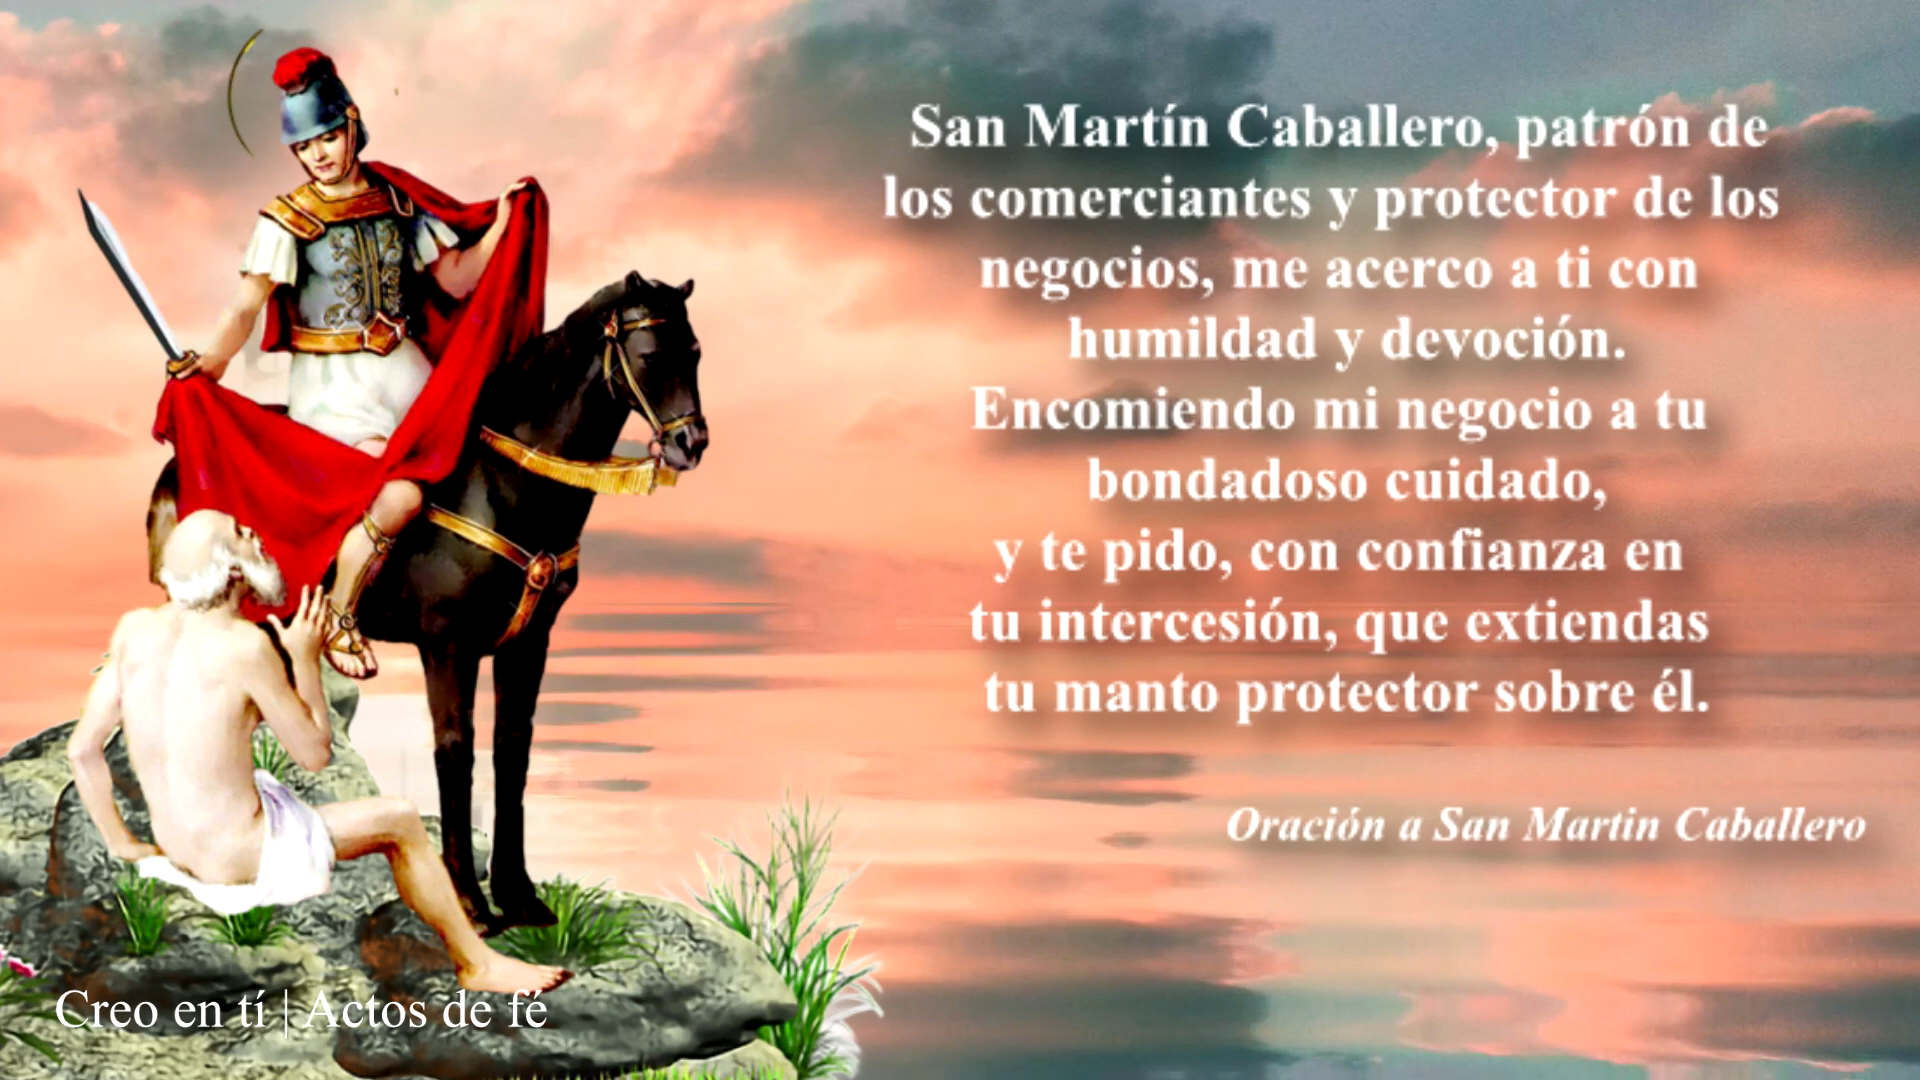 San Martín Caballero, patrón de
los comerciantes y protector de los
negocios, me acerco a ti con
humildad y devoción.
Encomiendo mi negocio a tu
bondadoso cuidado,
y te pido, con confianza en
tu intercesión, que extiendas
tu manto protector sobre él.
Oración a San Martin Caballero
Creo en tí | Actos de fé